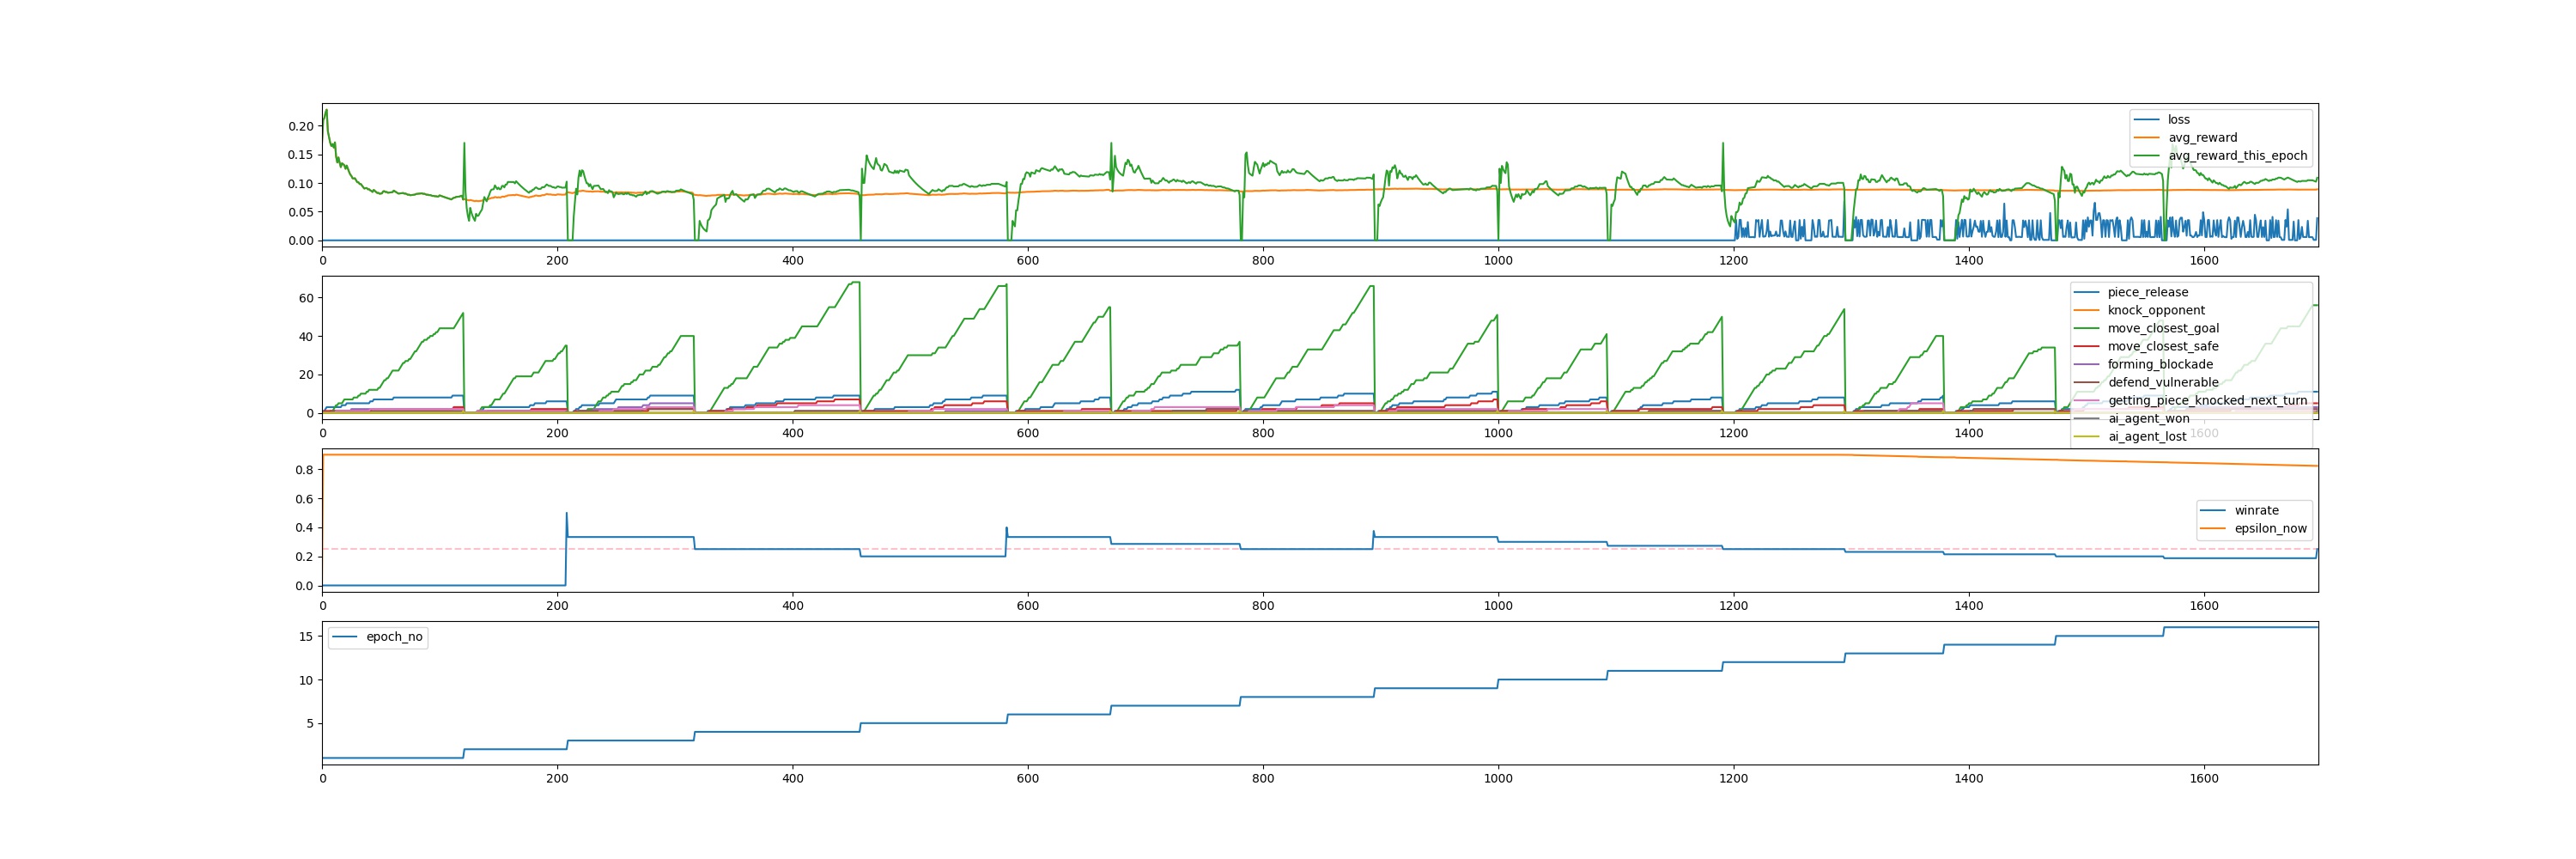 0.20
0.15
0.10
0.05
0.00
loss
avg_reward
avg_reward_this_epoch
0 200 400 600 800 1000 1200 1400 1600
60
40
20
0
piece_release
knock_opponent
move_closest_goal
move_closest_safe
forming_blockade
defend_vulnerable
getting_piece_knocked_next_turn
ai_agent_won
ai_agent_lost
0 200 400 600 800 1000 1200 1400 1600
0.8
0.6
0.4
0.2
0.0
winrate
epsilon_now
0 200 400 600 800 1000 1200 1400 1600
epoch_no
15
10
5
0 200 400 600 800 1000 1200 1400 1600